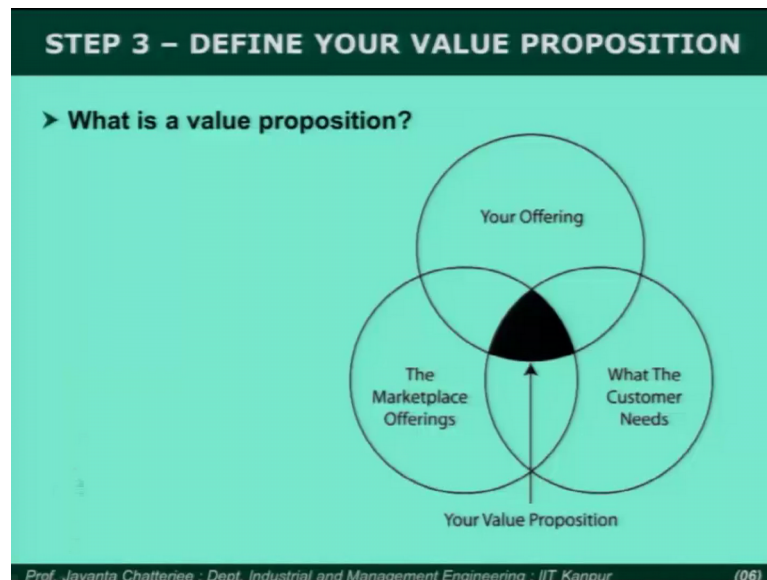 STEP 3 – DEFINE YOUR VALUE PROPOSITION
➤ What is a value proposition?
Your Offering
The
Marketplace
Offerings
What The
Customer
Needs
Your Value Proposition
Prof. Jayanta Chatterjee : Dept. Industrial and Management Engineering : IIT Kanpur (06)